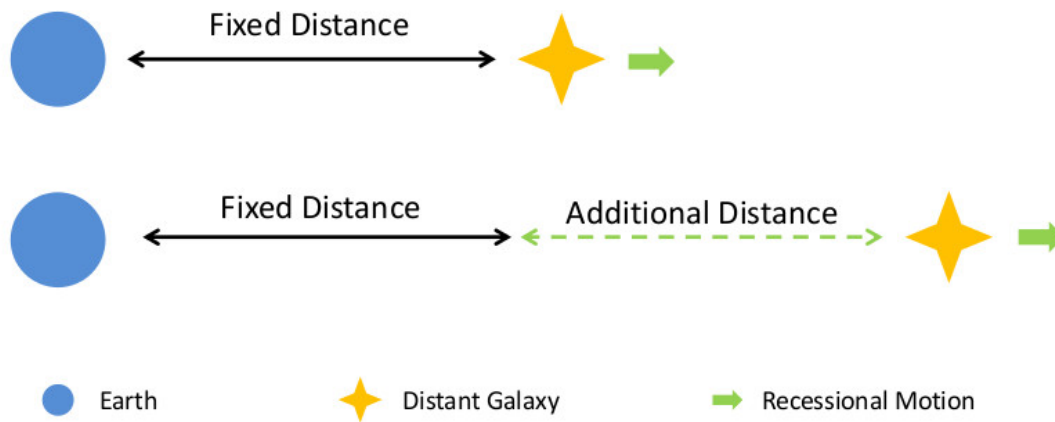 Fixed Distance
Fixed Distance
Additional Distance
Earth
Distant Galaxy
Recessional Motion